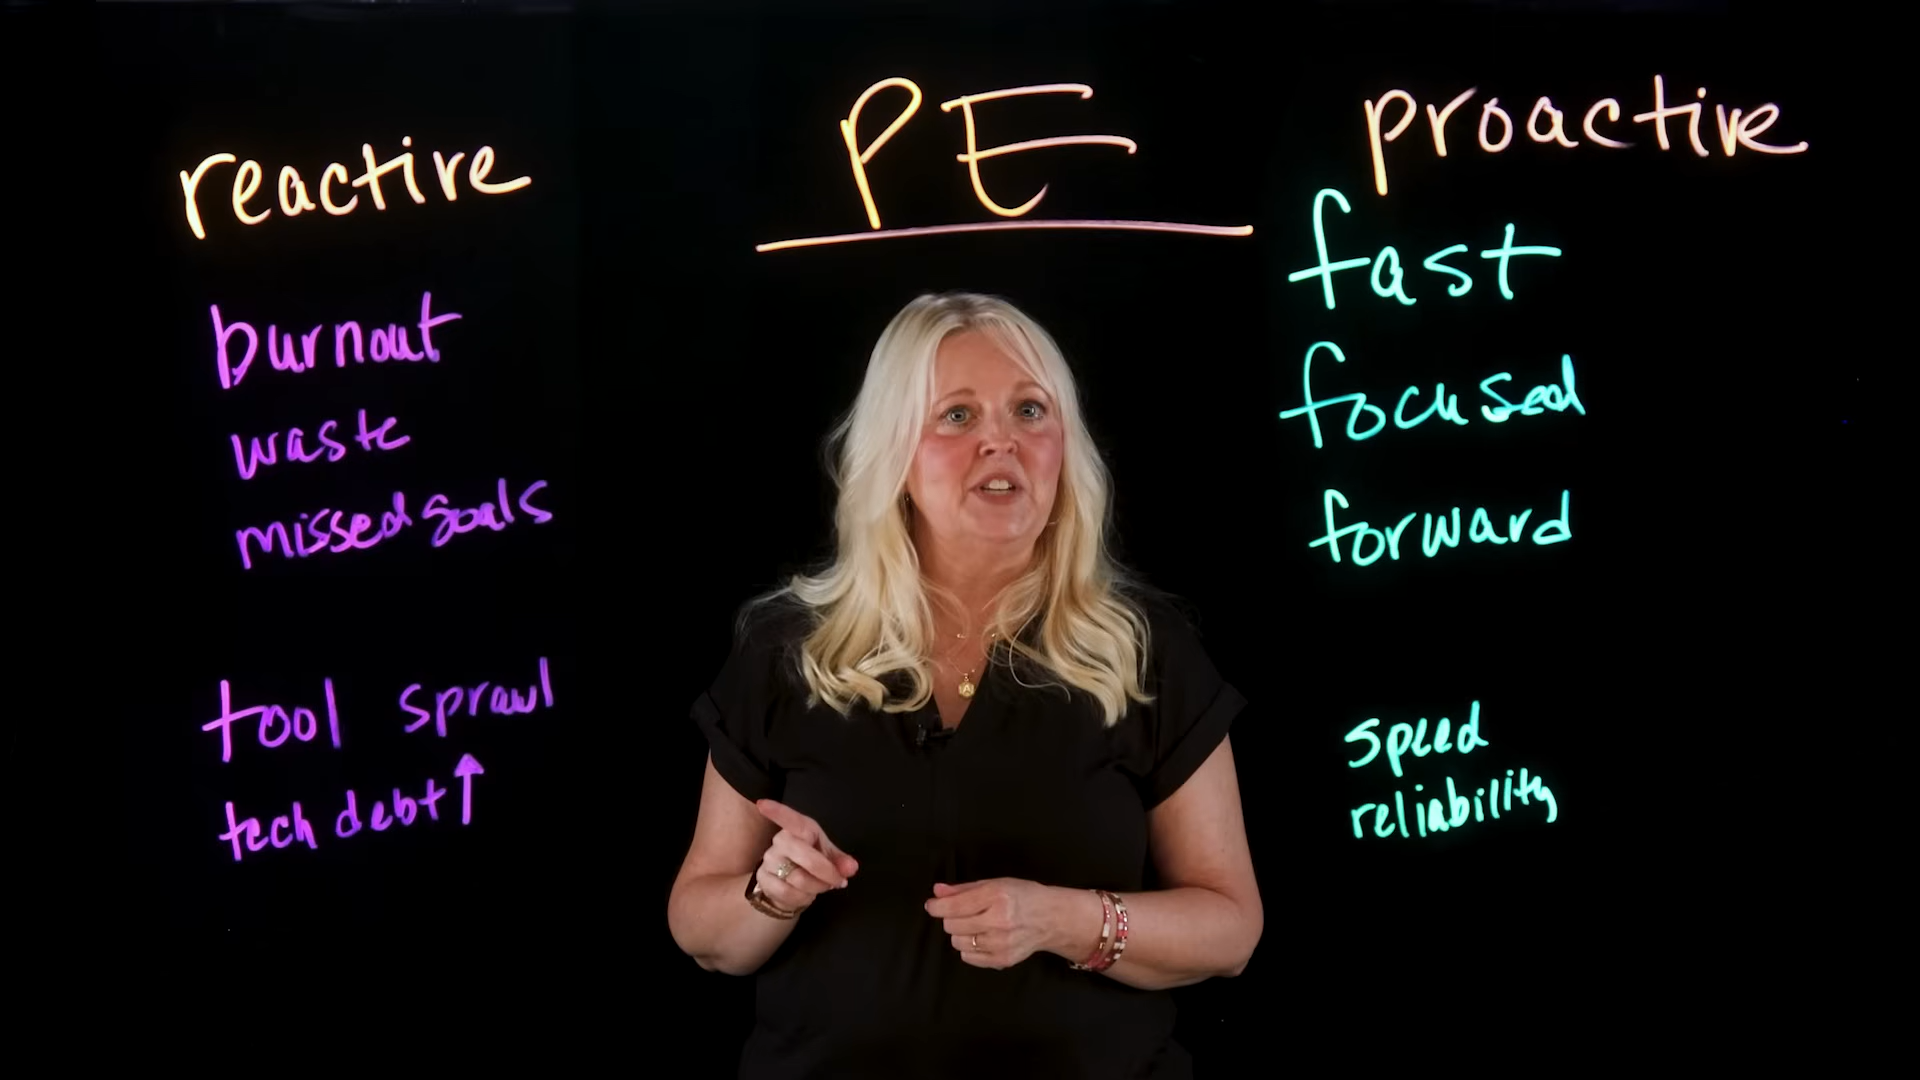 PE
reactive
burnout
waste
missed goals
tool sprawl
tech debt ↑
proactive
fast
focused
forward
speed
reliability